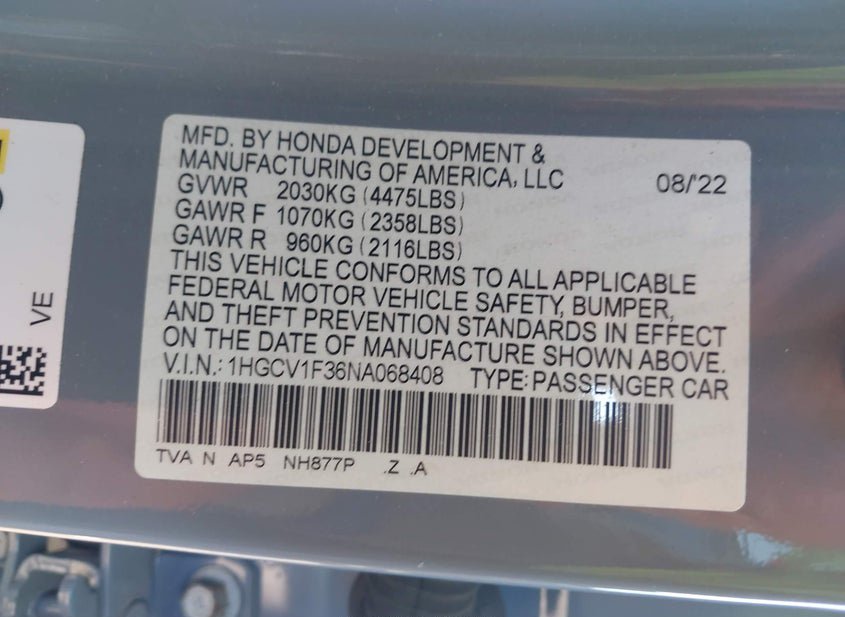 MFD. BY HONDA DEVELOPMENT &
MANUFACTURING OF AMERICA, LLC 08/'22
GVWR 2030KG (4475LBS)
GAWR F 1070KG (2358LBS)
GAWR R 960KG (2116LBS)
THIS VEHICLE CONFORMS TO ALL APPLICABLE
FEDERAL MOTOR VEHICLE SAFETY, BUMPER,
AND THEFT PREVENTION STANDARDS IN EFFECT
ON THE DATE OF MANUFACTURE SHOWN ABOVE.
V.I.N.: 1HGCV1F36NA068408 TYPE: PASSENGER CAR
TVA N AP5 NH877P .Z .A
VE